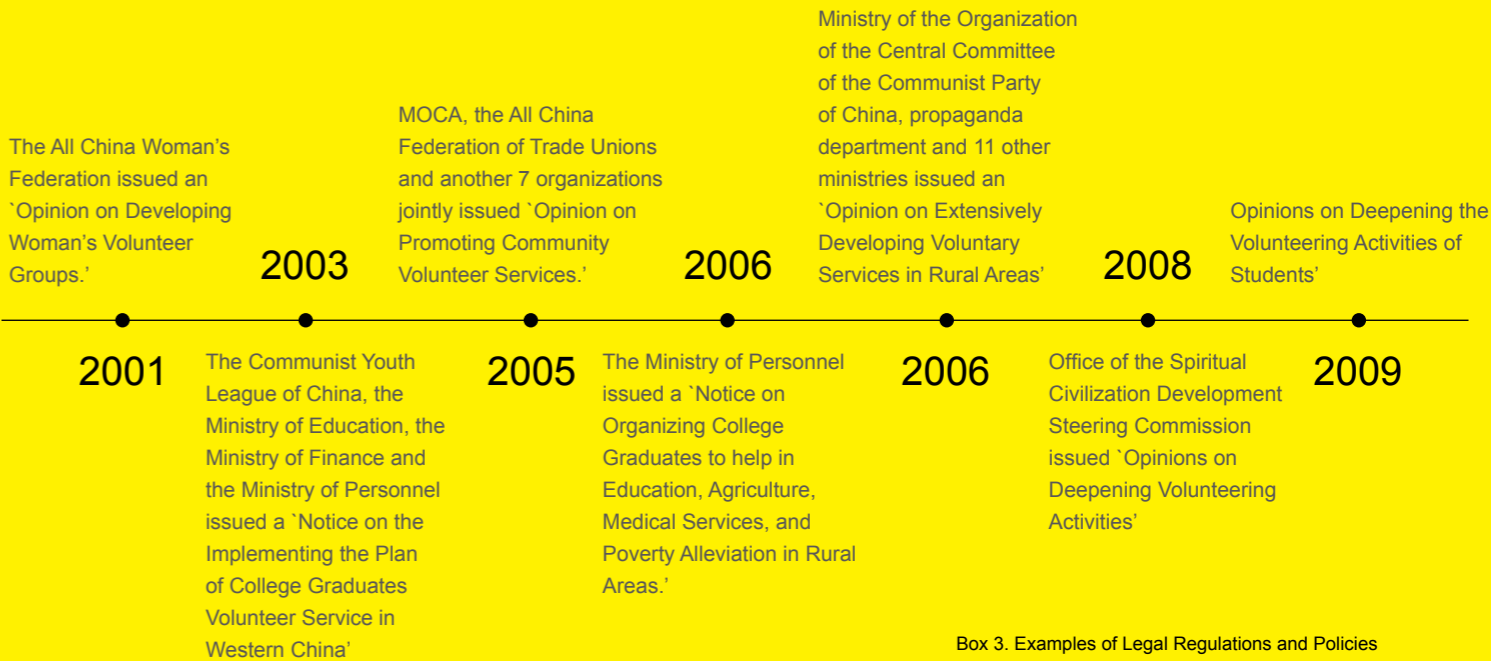 The All China Woman's
Federation issued an
`Opinion on Developing
Woman's Volunteer
Groups.'
2001
2003
The Communist Youth
League of China, the
Ministry of Education, the
Ministry of Finance and
the Ministry of Personnel
issued a `Notice on the
Implementing the Plan
of College Graduates
Volunteer Service in
Western China'
MOCA, the All China
Federation of Trade Unions
and another 7 organizations
jointly issued `Opinion on
Promoting Community
Volunteer Services.'
2005
2006
The Ministry of Personnel
issued a `Notice on
Organizing College
Graduates to help in
Education, Agriculture,
Medical Services, and
Poverty Alleviation in Rural
Areas.'
Ministry of the Organization
of the Central Committee
of the Communist Party
of China, propaganda
department and 11 other
ministries issued an
`Opinion on Extensively
Developing Voluntary
Services in Rural Areas'
2006
2008
Office of the Spiritual
Civilization Development
Steering Commission
issued `Opinions on
Deepening Volunteering
Activities'
Opinions on Deepening the
Volunteering Activities of
Students'
2009
Box 3. Examples of Legal Regulations and Policies